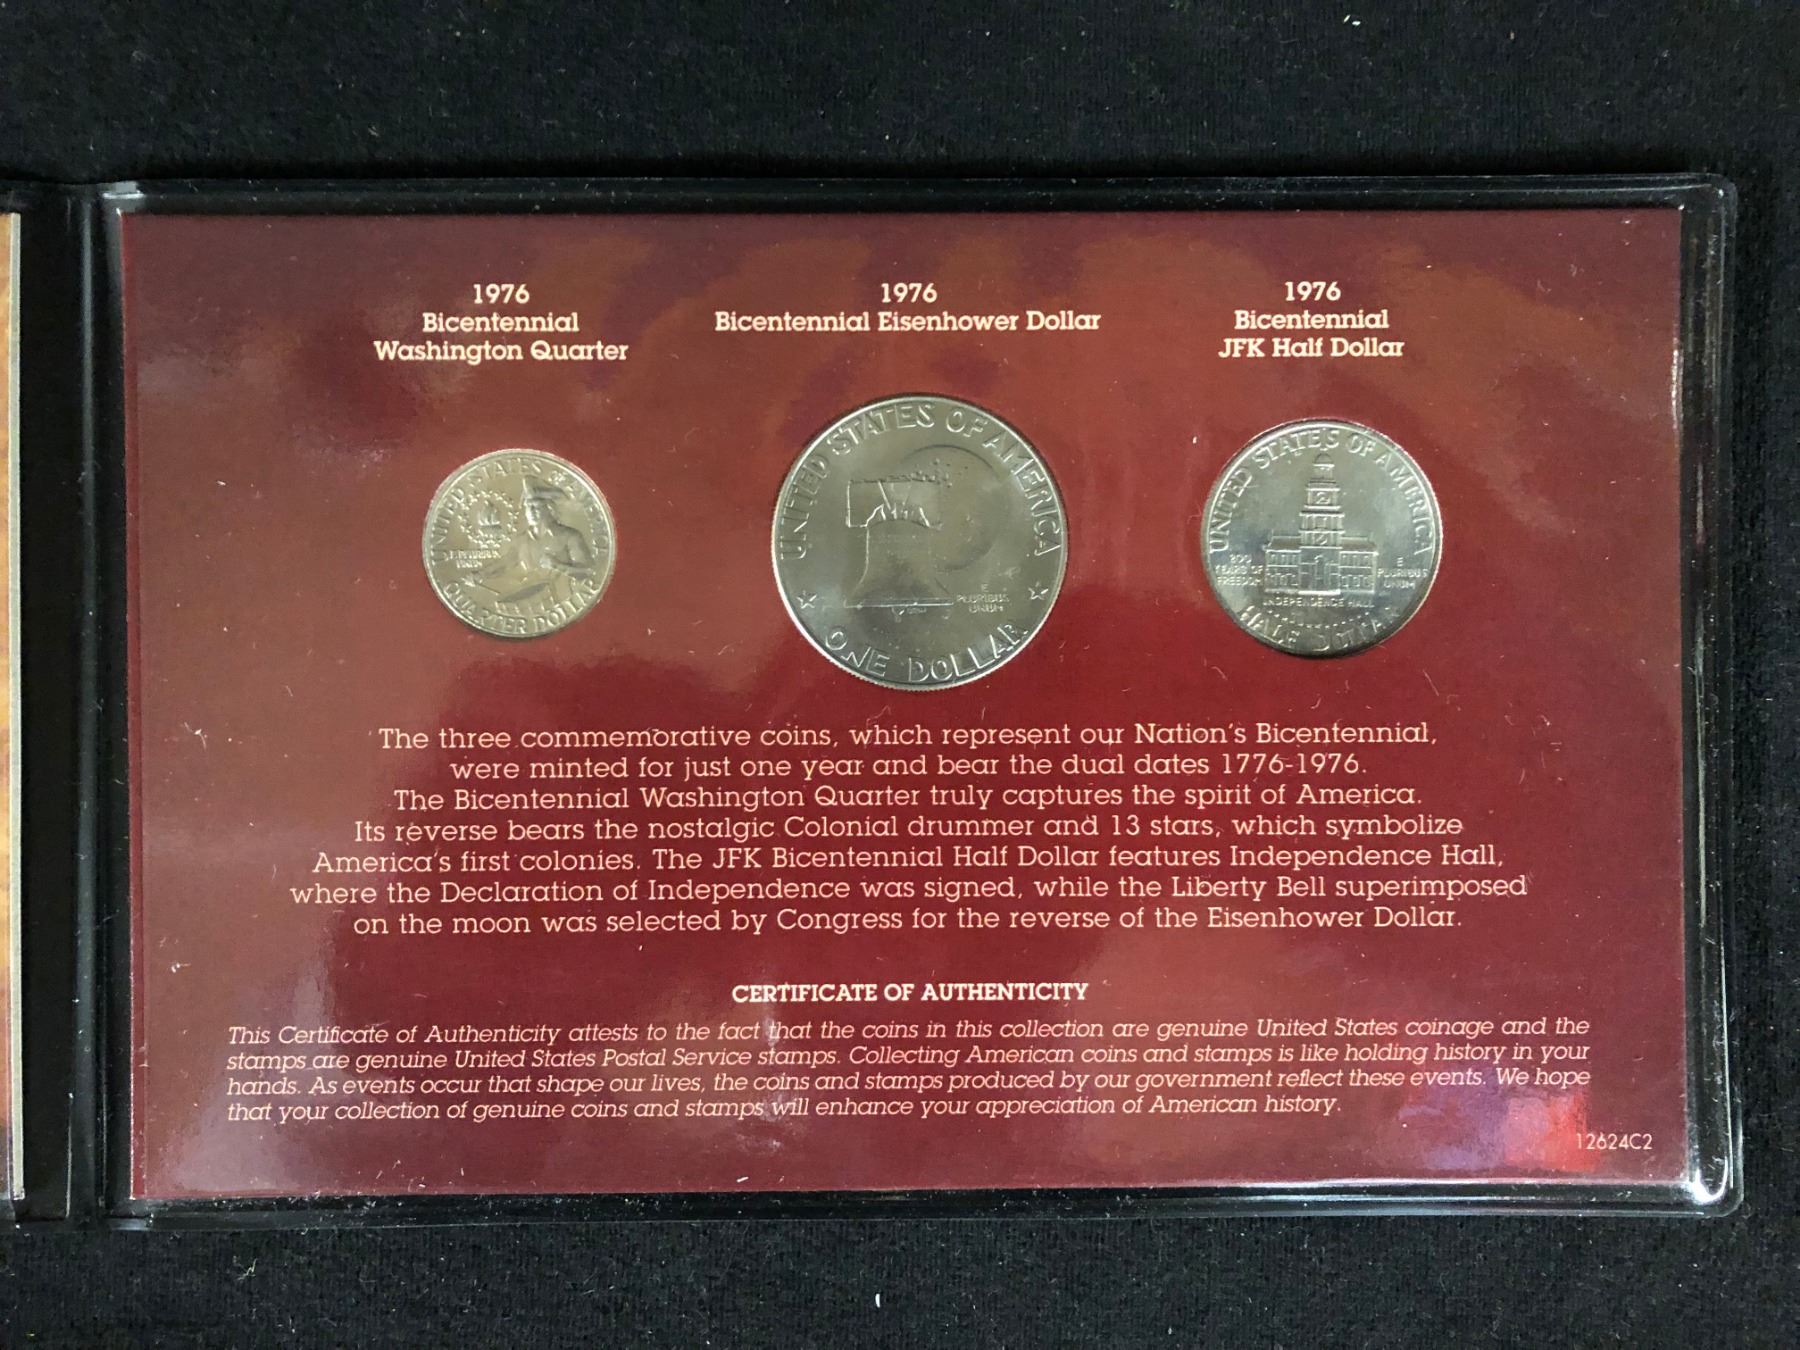 1976
Bicentennial
Washington Quarter
1976
Bicentennial Eisenhower Dollar
1976
Bicentennial
JFK Half Dollar
UNITED STATES OF AMERICA
E PLURIBUS
UNUM
QUARTER DOLLAR
UNITED STATES OF AMERICA
E
PLURIBUS
UNUM
ONE DOLLAR
UNITED STATES OF AMERICA
200
YEARS OF
FREEDOM
E
PLURIBUS
UNUM
INDEPENDENCE HALL
HALF DOLLAR
The three commemorative coins, which represent our Nation's Bicentennial,
were minted for just one year and bear the dual dates 1776-1976.
The Bicentennial Washington Quarter truly captures the spirit of America.
Its reverse bears the nostalgic Colonial drummer and 13 stars, which symbolize
America's first colonies. The JFK Bicentennial Half Dollar features Independence Hall,
where the Declaration of Independence was signed, while the Liberty Bell superimposed
on the moon was selected by Congress for the reverse of the Eisenhower Dollar.
CERTIFICATE OF AUTHENTICITY
This Certificate of Authenticity attests to the fact that the coins in this collection are genuine United States coinage and the
stamps are genuine United States Postal Service stamps. Collecting American coins and stamps is like holding history in your
hands. As events occur that shape our lives, the coins and stamps produced by our government reflect these events. We hope
that your collection of genuine coins and stamps will enhance your appreciation of American history.
12624C2